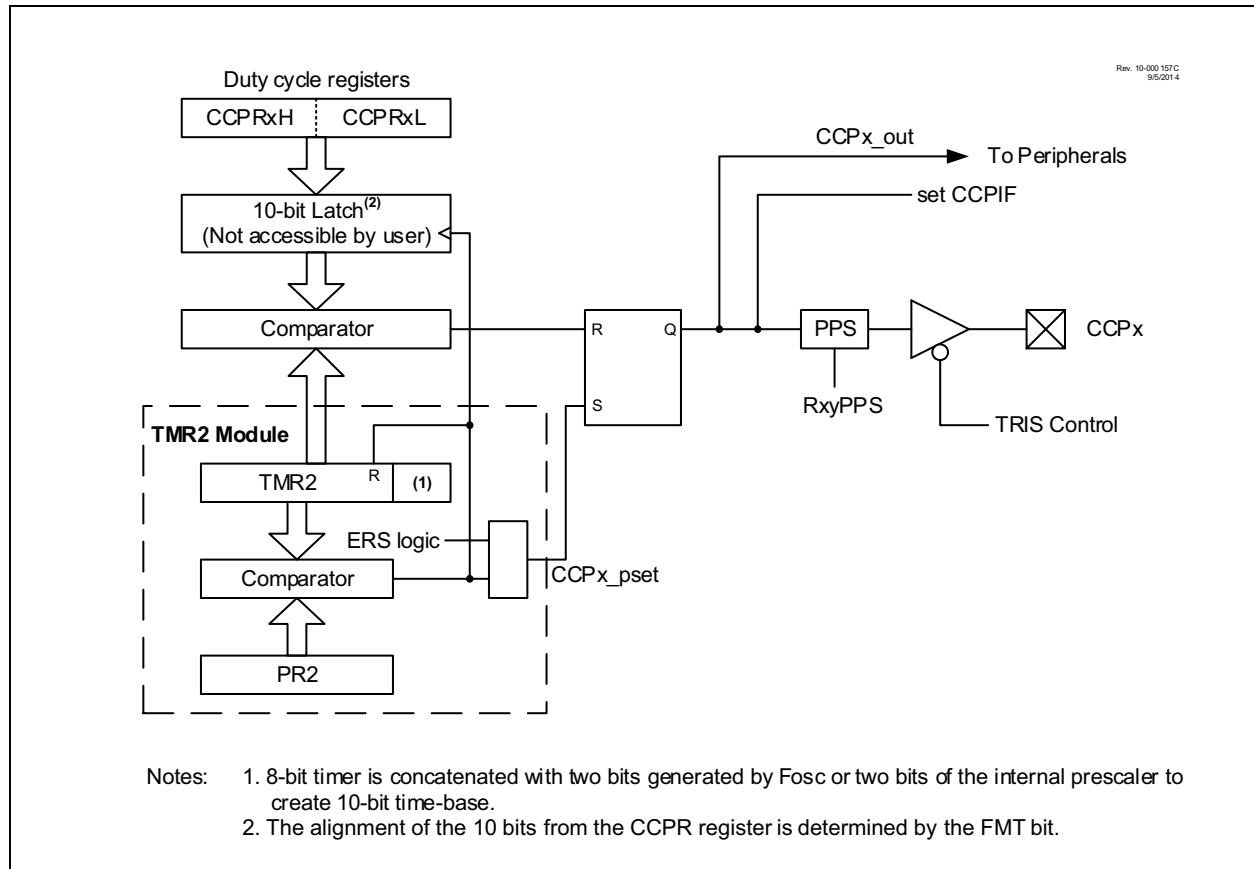 Rev. 10-000 157C
9/5/2014
Duty cycle registers
CCPRxH CCPRxL
CCPx_out
To Peripherals
set CCPIF
10-bit Latch(2)
(Not accessible by user)
Comparator
R Q
S
PPS
CCPx
RxyPPS
TRIS Control
TMR2 Module
TMR2 R (1)
ERS logic
CCPx_pset
Comparator
PR2
Notes: 1. 8-bit timer is concatenated with two bits generated by Fosc or two bits of the internal prescaler to
create 10-bit time-base.
2. The alignment of the 10 bits from the CCPR register is determined by the FMT bit.